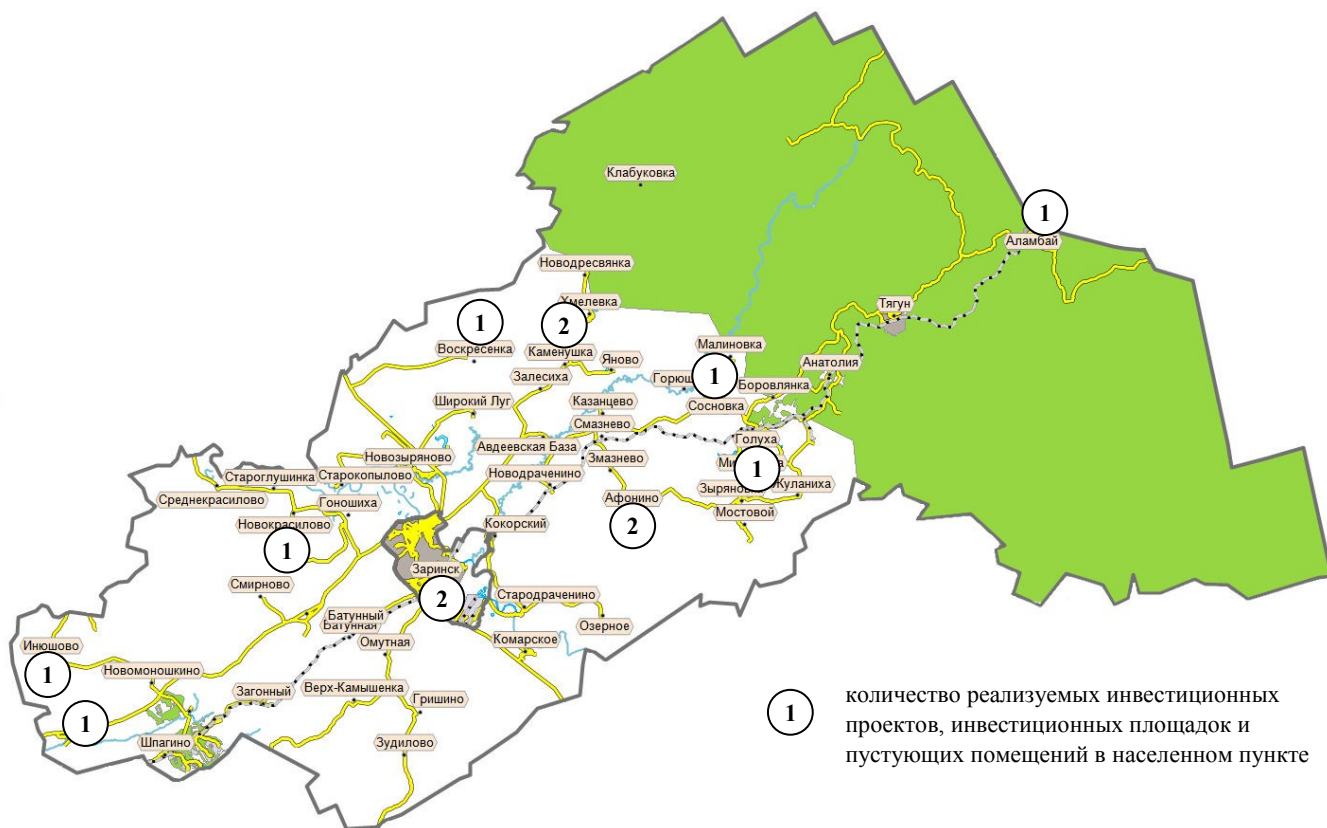 Клабуковка
1
Аламбай
Новодресвянка
Хмелевка
Тягун
1
2
Воскресенка
Каменушка
Яново
Малиновка
Анатолия
Залесиха
1
Боровлянка
Широкий Луг
Казанцево
Сосновка
Смазнево
Авдеевская База
Голуха
Новозыряново
Змазнево
1
Староглушинка
Старокопылово
Новодраченино
Среднекрасилово
Гоношиха
Афонино
Куланиха
Новокрасилово
Кокорский
2
Мостовой
1
Заринск
Смирново
2
Стародраченино
Батунный
Батунная
Озерное
Инюшово
Омутная
Комарское
1
Новомоношкино
Загонный
Верх-Камышенка
Гришино
1
Шпагино
Зудилово
1
количество реализуемых инвестиционных
проектов, инвестиционных площадок и
пустующих помещений в населенном пункте